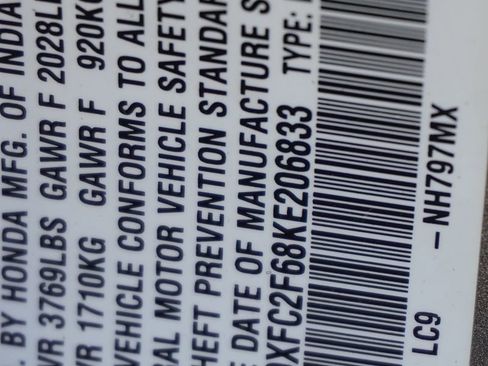 . BY HONDA MFG. OF INDIA
VR 3769LBS GAWR F 2028L
VR 1710KG GAWR F 920K
VEHICLE CONFORMS TO ALL
RAL MOTOR VEHICLE SAFETY
HEFT PREVENTION STANDAR
E DATE OF MANUFACTURE S
XFC2F68KE206833 TYPE:
LC9 -NH797MX